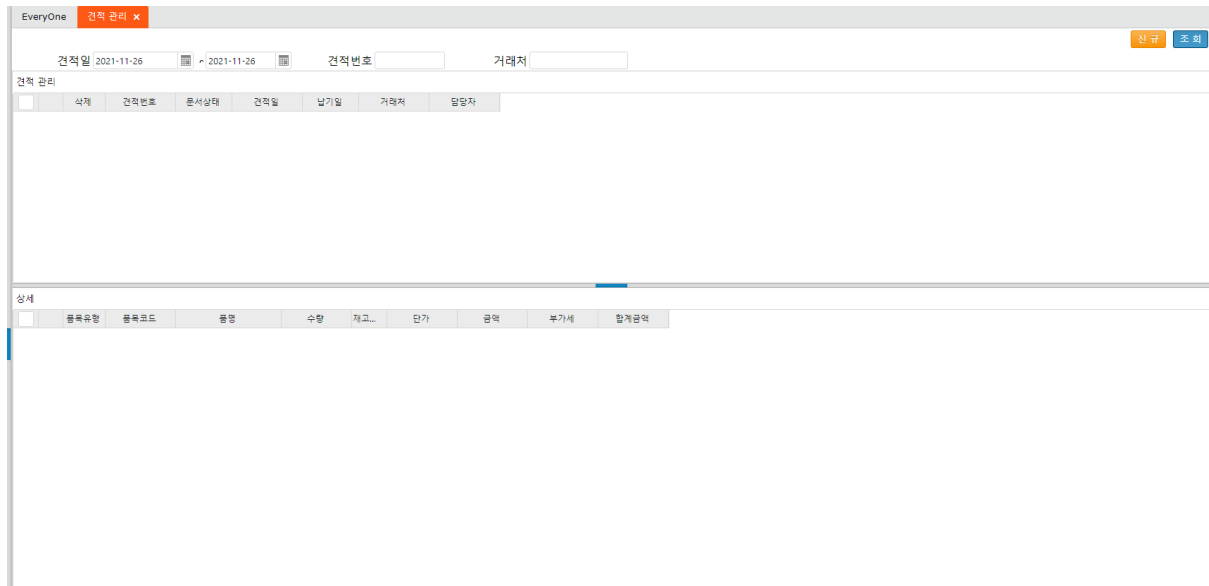 EveryOne 견적 관리 ×
신 규 조 회
견적일 2021-11-26 ~ 2021-11-26 견적번호 거래처
견적 관리
삭제 견적번호 문서상태 견적일 납기일 거래처 담당자
상세
품목유형 품목코드 품명 수량 재고... 단가 금액 부가세 합계금액